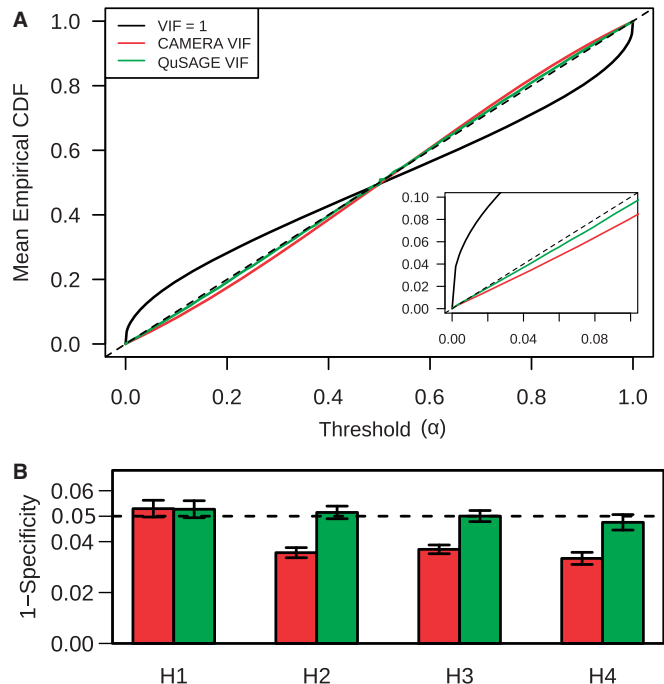 A
VIF = 1
CAMERA VIF
QuSAGE VIF
Mean Empirical CDF
1.0
0.8
0.6
0.4
0.2
0.0
0.10
0.08
0.06
0.04
0.02
0.00
0.00 0.04 0.08
0.0 0.2 0.4 0.6 0.8 1.0
Threshold (α)
B
1−Specificity
0.06
0.05
0.04
0.02
0.00
H1 H2 H3 H4